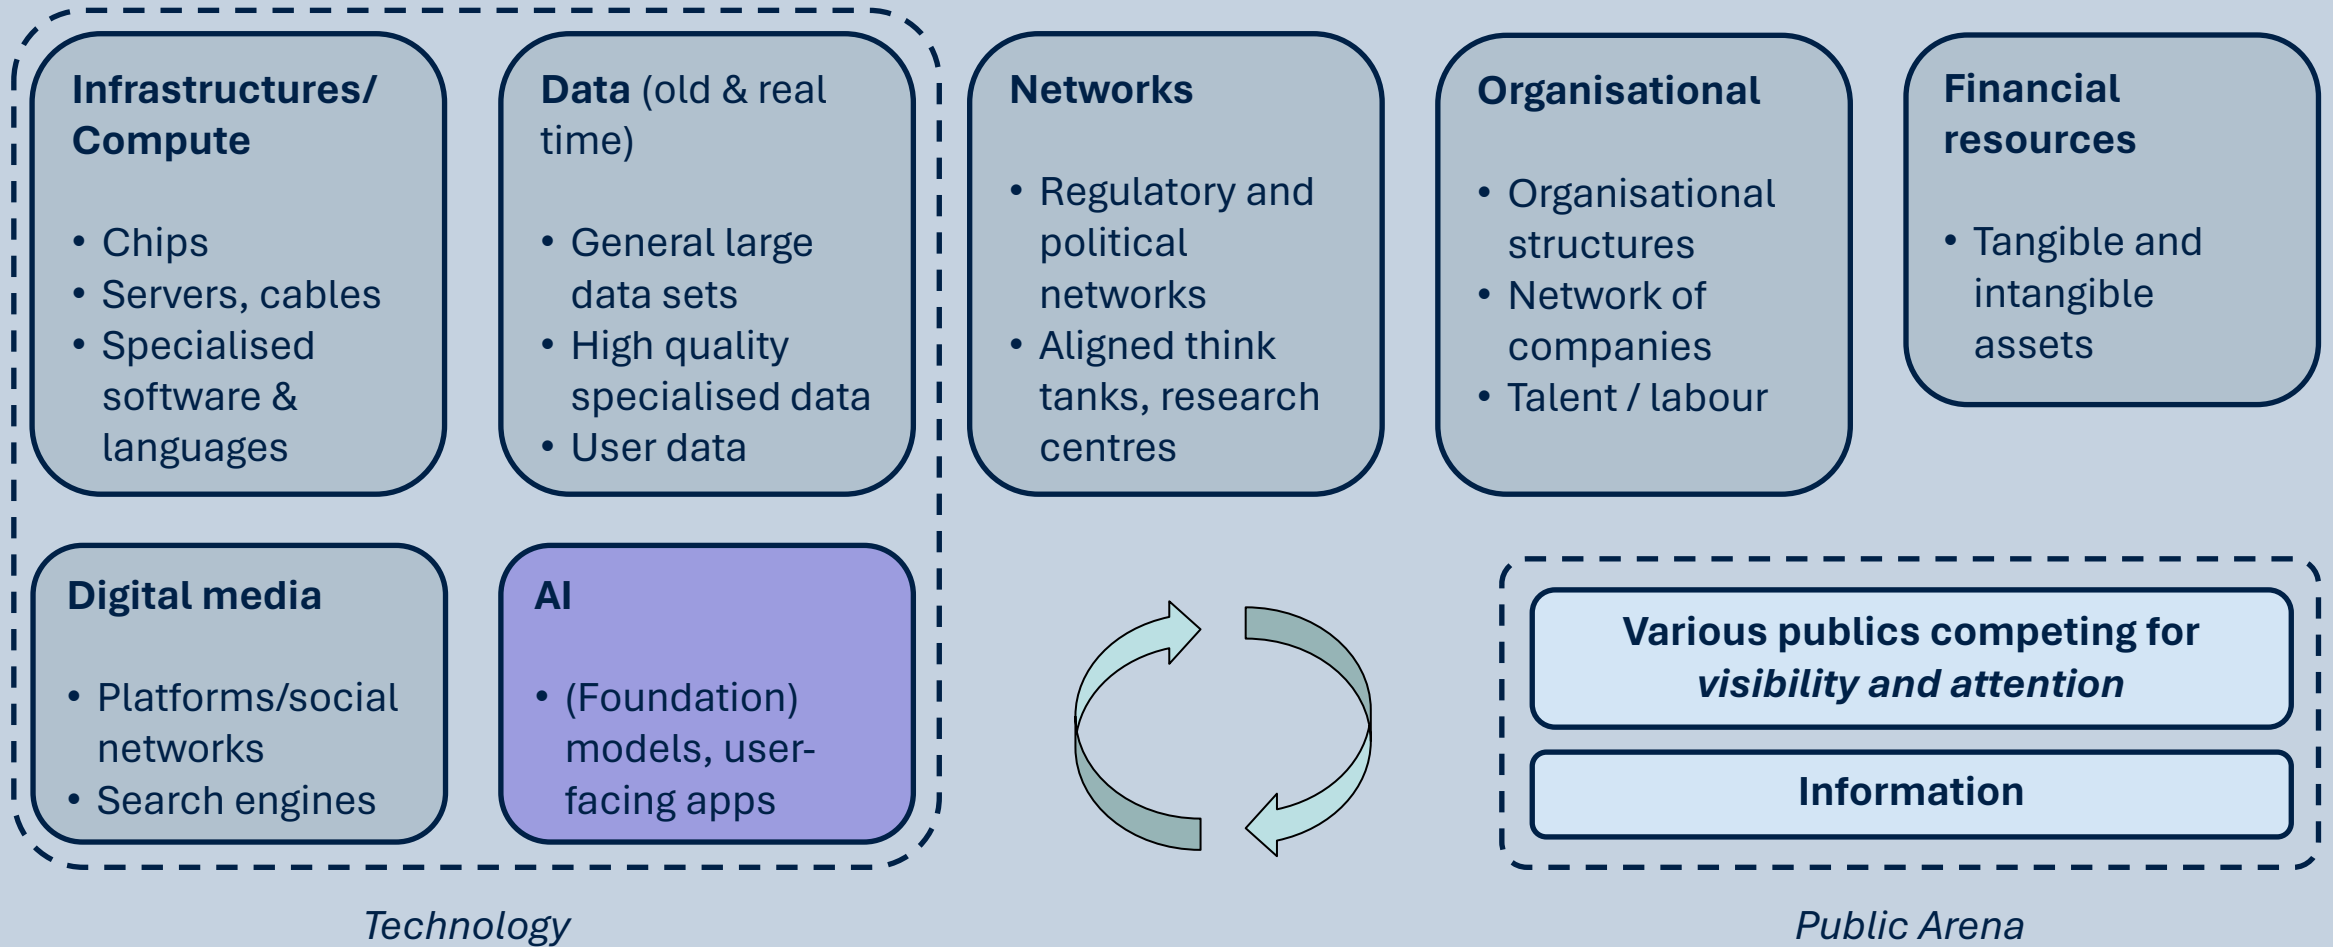 Infrastructures/
Compute
• Chips
• Servers, cables
• Specialised
software &
languages
Data (old & real
time)
• General large
data sets
• High quality
specialised data
• User data
Networks
• Regulatory and
political
networks
• Aligned think
tanks, research
centres
Organisational
• Organisational
structures
• Network of
companies
• Talent / labour
Financial
resources
• Tangible and
intangible
assets
Digital media
• Platforms/social
networks
• Search engines
AI
• (Foundation)
models, user-
facing apps
Various publics competing for
visibility and attention
Information
Technology
Public Arena